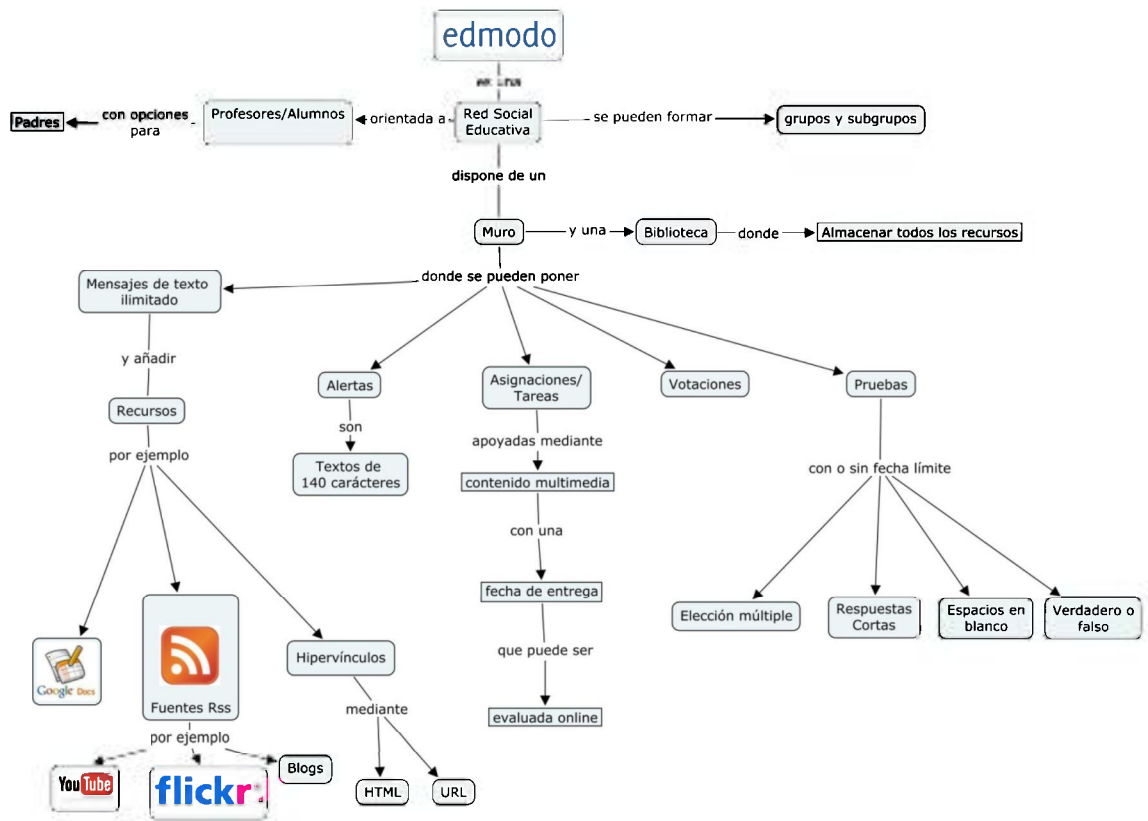 edmodo
es una
Padres
con opciones
para
Profesores/Alumnos
orientada a
Red Social
Educativa
se pueden formar
grupos y subgrupos
dispone de un
Muro
y una
Biblioteca
donde
Almacenar todos los recursos
donde se pueden poner
Mensajes de texto
ilimitado
y añadir
Recursos
por ejemplo
Alertas
son
Textos de
140 carácteres
Asignaciones/
Tareas
apoyadas mediante
contenido multimedia
con una
fecha de entrega
que puede ser
evaluada online
Votaciones
Pruebas
con o sin fecha límite
Elección múltiple
Respuestas
Cortas
Espacios en
blanco
Verdadero o
falso
Google Docs
Fuentes Rss
Hipervínculos
por ejemplo
mediante
YouTube
flickr
Blogs
HTML
URL